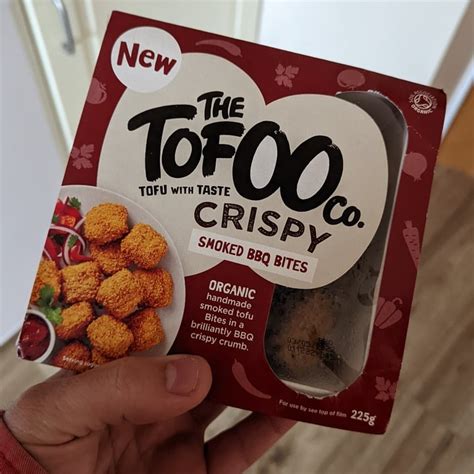 New
THE
TOFOO Co.
TOFU WITH TASTE
CRISPY
SMOKED BBQ BITES
ORGANIC
handmade
smoked tofu
Bites in a
brilliantly BBQ
crispy crumb.
For use by see top of film
225g